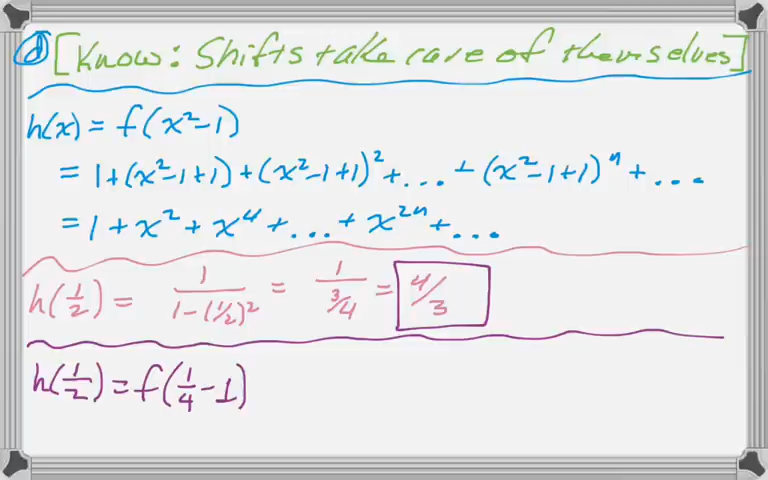 (d) [Know: Shifts take care of themselves]
h(x) = f(x²-1)
= 1+(x²-1+1)+(x²-1+1)²+...+(x²-1+1)ⁿ+...
= 1+x²+x⁴+...+x²ⁿ+...
h(1/2) = 1/(1-(1/2)²) = 1/(3/4) = 4/3
h(1/2) = f(1/4-1)